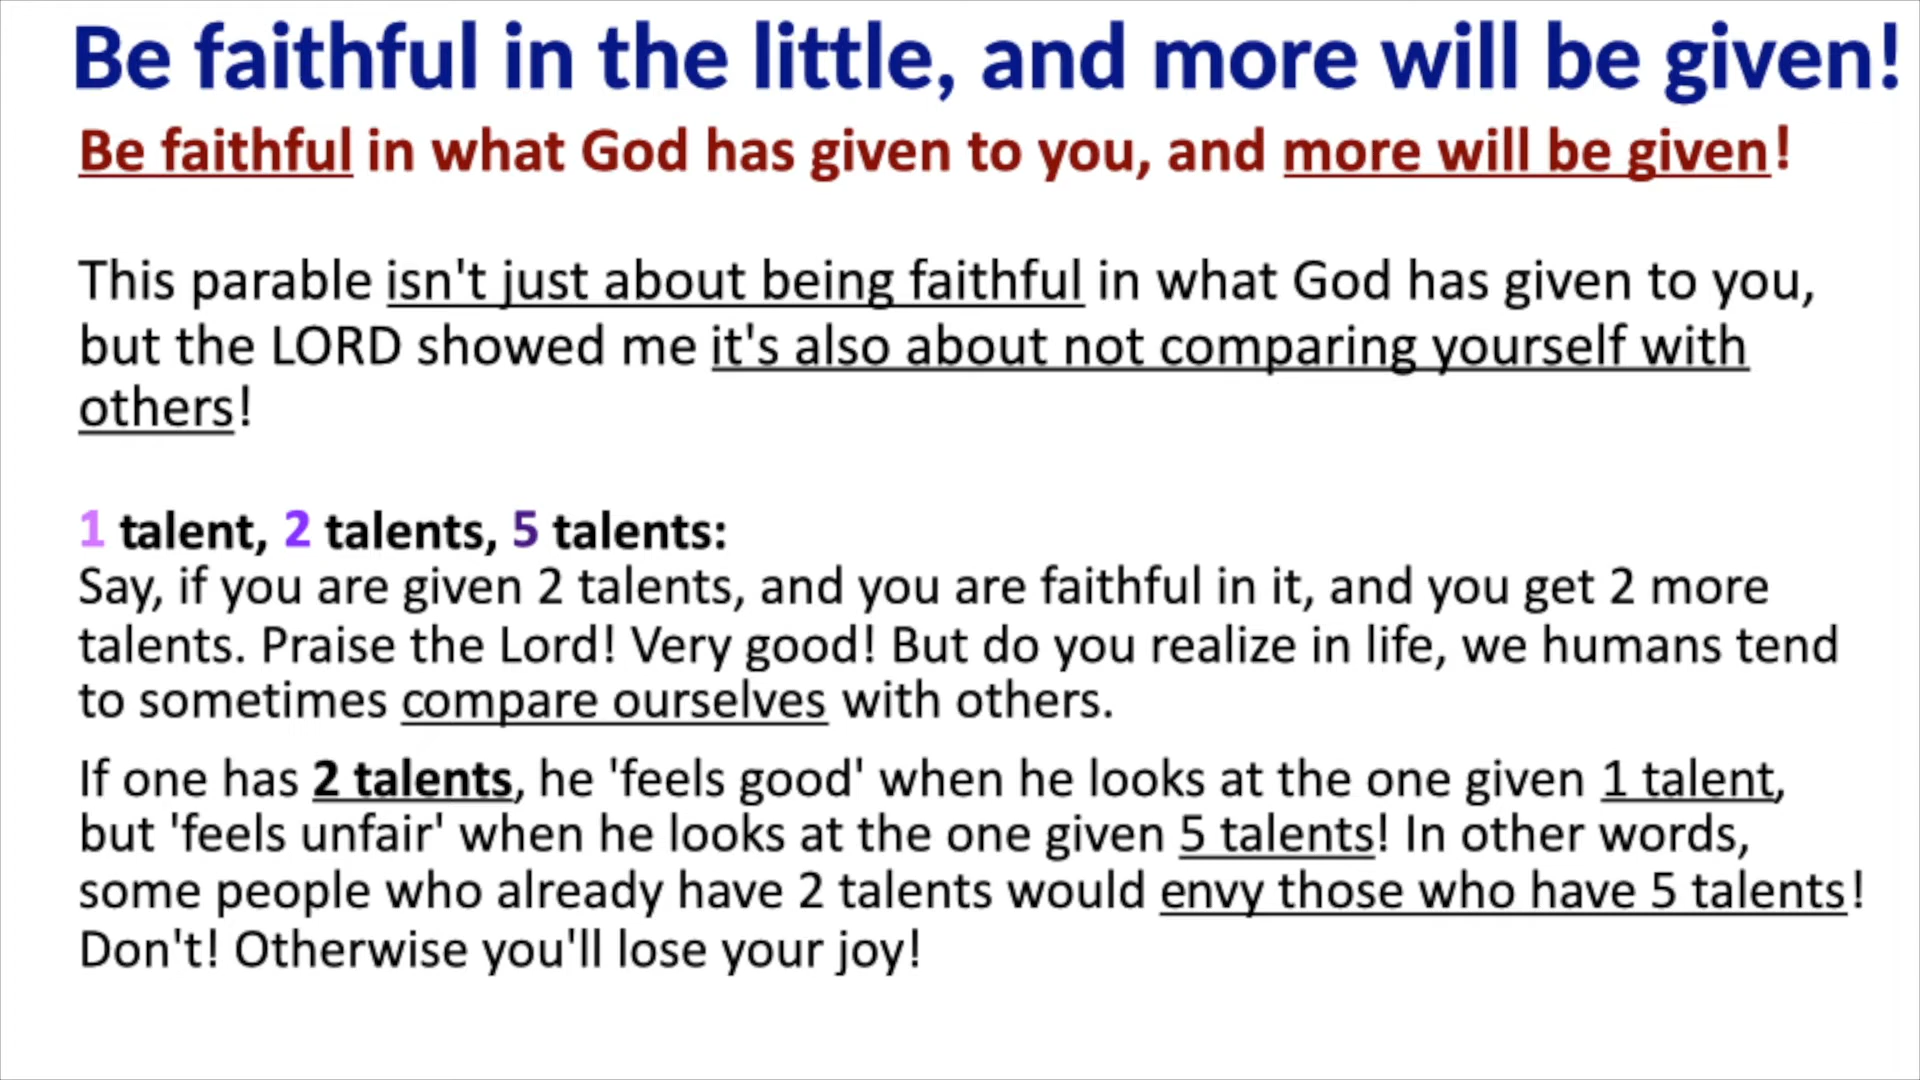 Be faithful in the little, and more will be given!
Be faithful in what God has given to you, and more will be given!
This parable isn't just about being faithful in what God has given to you,
but the LORD showed me it's also about not comparing yourself with
others!
1 talent, 2 talents, 5 talents:
Say, if you are given 2 talents, and you are faithful in it, and you get 2 more
talents. Praise the Lord! Very good! But do you realize in life, we humans tend
to sometimes compare ourselves with others.
If one has 2 talents, he 'feels good' when he looks at the one given 1 talent,
but 'feels unfair' when he looks at the one given 5 talents! In other words,
some people who already have 2 talents would envy those who have 5 talents!
Don't! Otherwise you'll lose your joy!